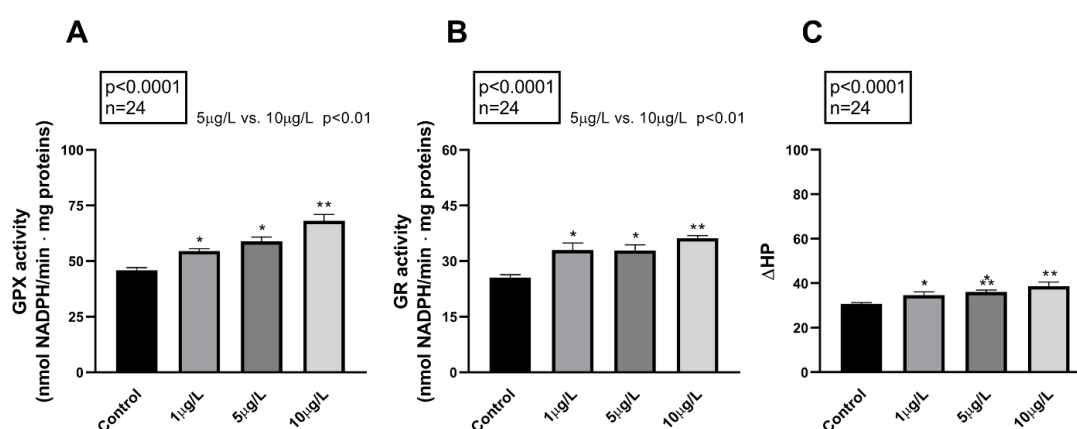 A
p<0.0001
n=24
5µg/L vs. 10µg/L p<0.01
GPX activity
(nmol NADPH/min · mg proteins)
100
75
50
25
0
*
*
**
Control
1µg/L
5µg/L
10µg/L
B
p<0.0001
n=24
5µg/L vs. 10µg/L p<0.01
GR activity
(nmol NADPH/min · mg proteins)
60
45
30
15
0
*
*
**
Control
1µg/L
5µg/L
10µg/L
C
p<0.0001
n=24
ΔHP
100
80
60
40
20
0
*
*
**
**
Control
1µg/L
5µg/L
10µg/L